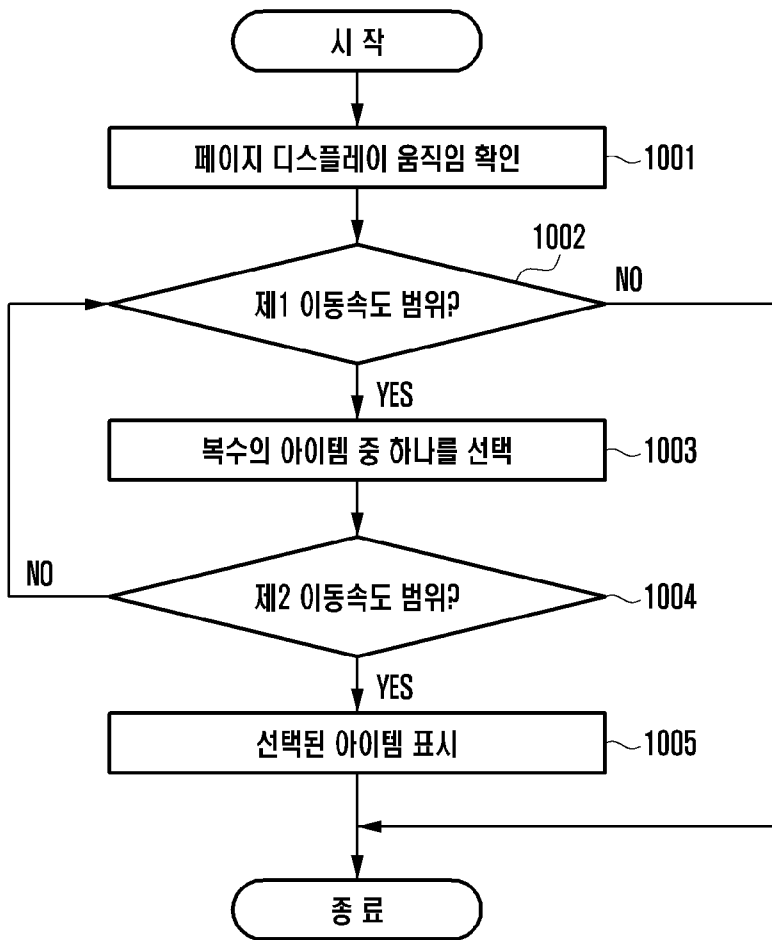 시 작
페이지 디스플레이 움직임 확인
1001
1002
제1 이동속도 범위?
NO
YES
복수의 아이템 중 하나를 선택
1003
NO
제2 이동속도 범위?
1004
YES
선택된 아이템 표시
1005
종 료